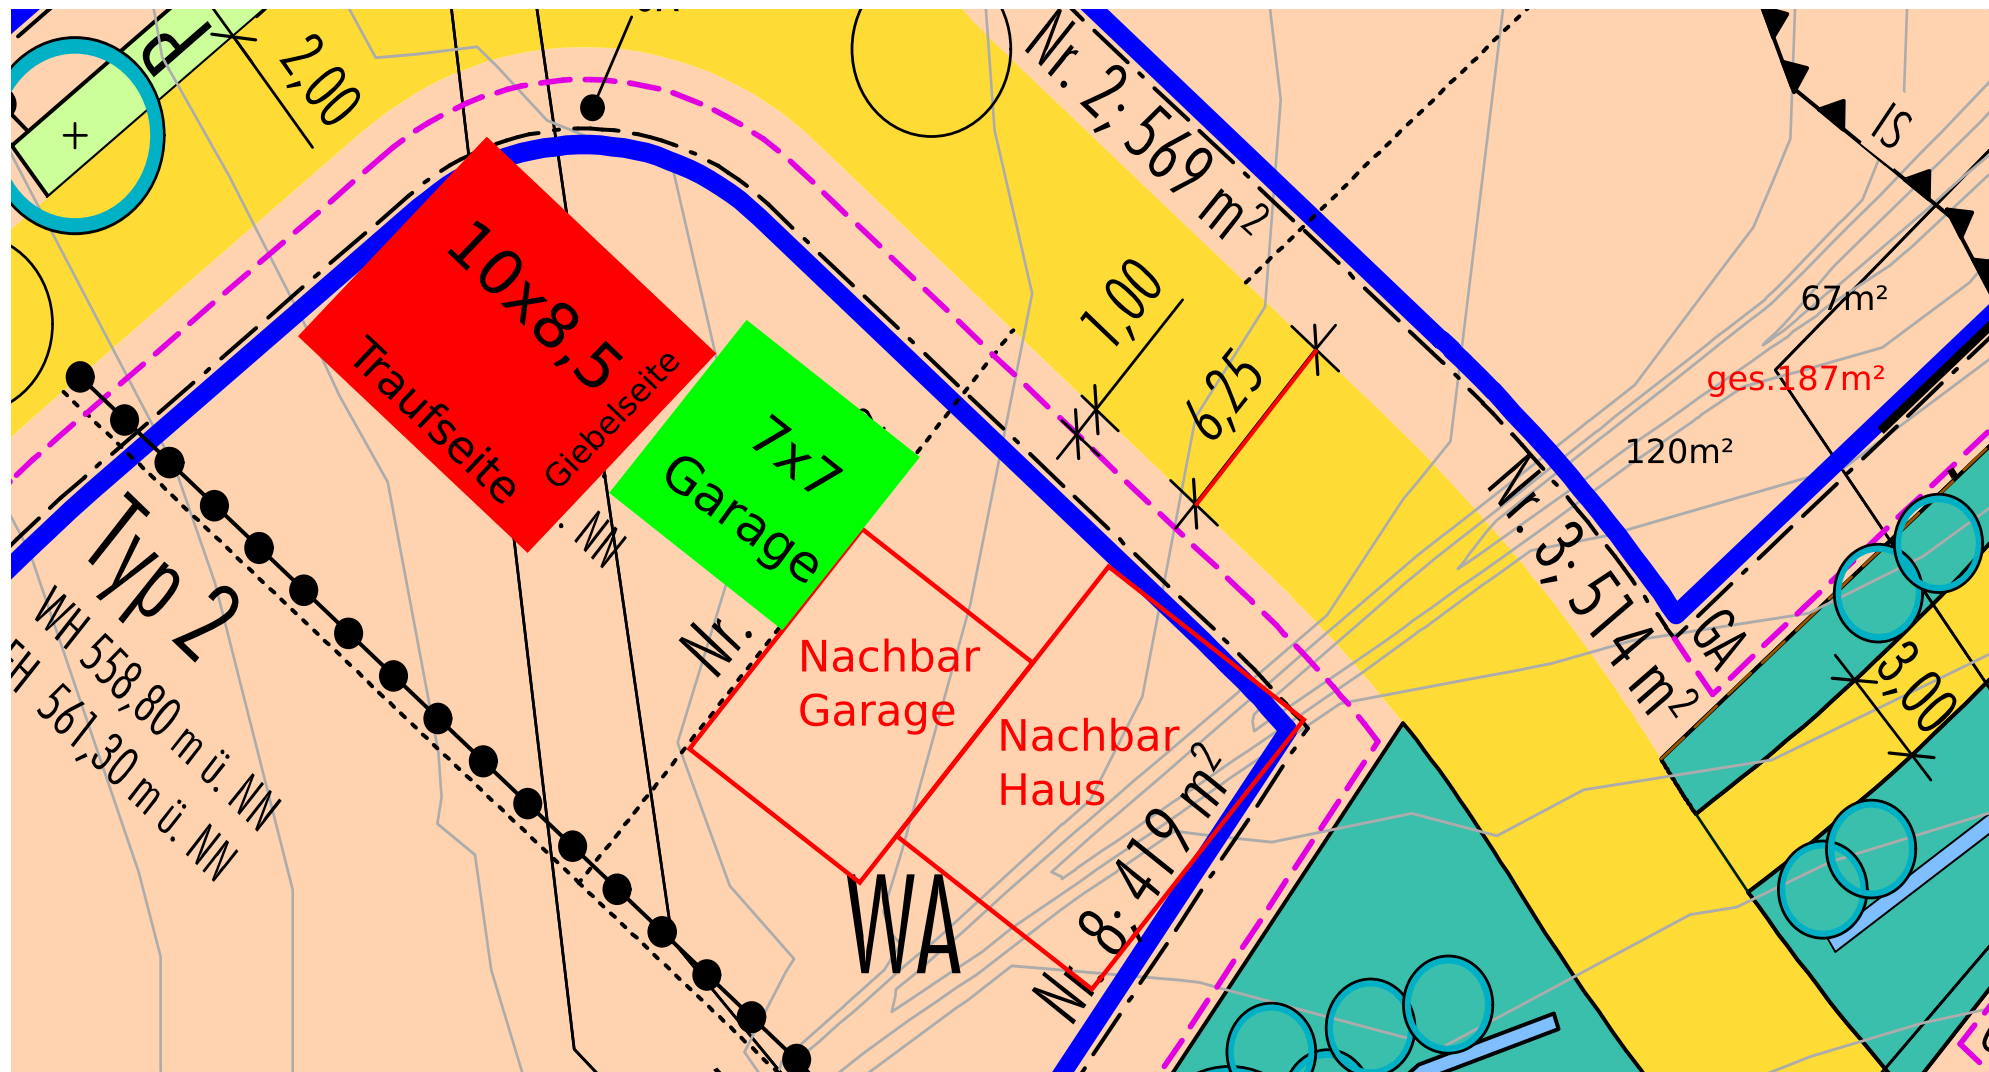 P
2,00
Nr. 2; 569 m²
IS
10x8,5
Traufseite
Giebelseite
1,00
6,25
67m²
ges.187m²
120m²
7x7
Garage
NN
Typ 2
WH 558,80 m ü. NN
FH 561,30 m ü. NN
Nr.
Nachbar
Garage
Nachbar
Haus
Nr. 3; 514 m²
GA
3,00
WA
Nr. 8; 419 m²